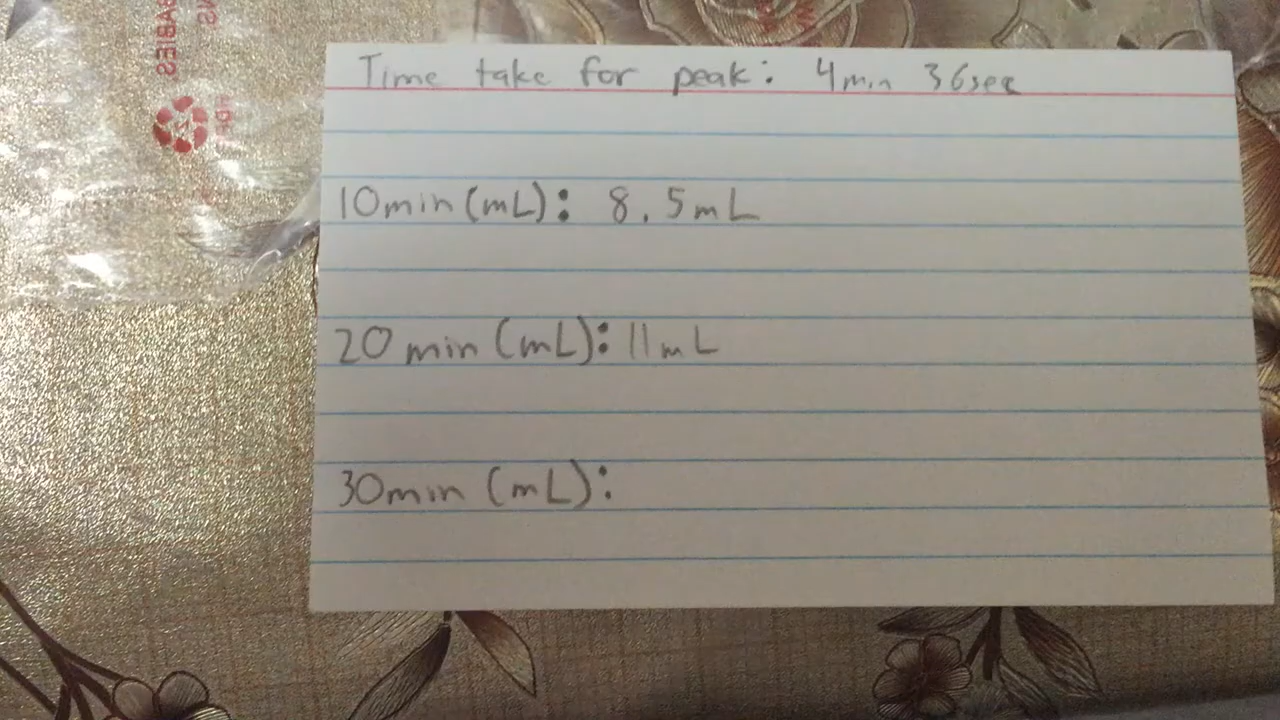 Time take for peak: 4min 36sec
10min (mL): 8.5mL
20 min (mL): 11mL
30min (mL):